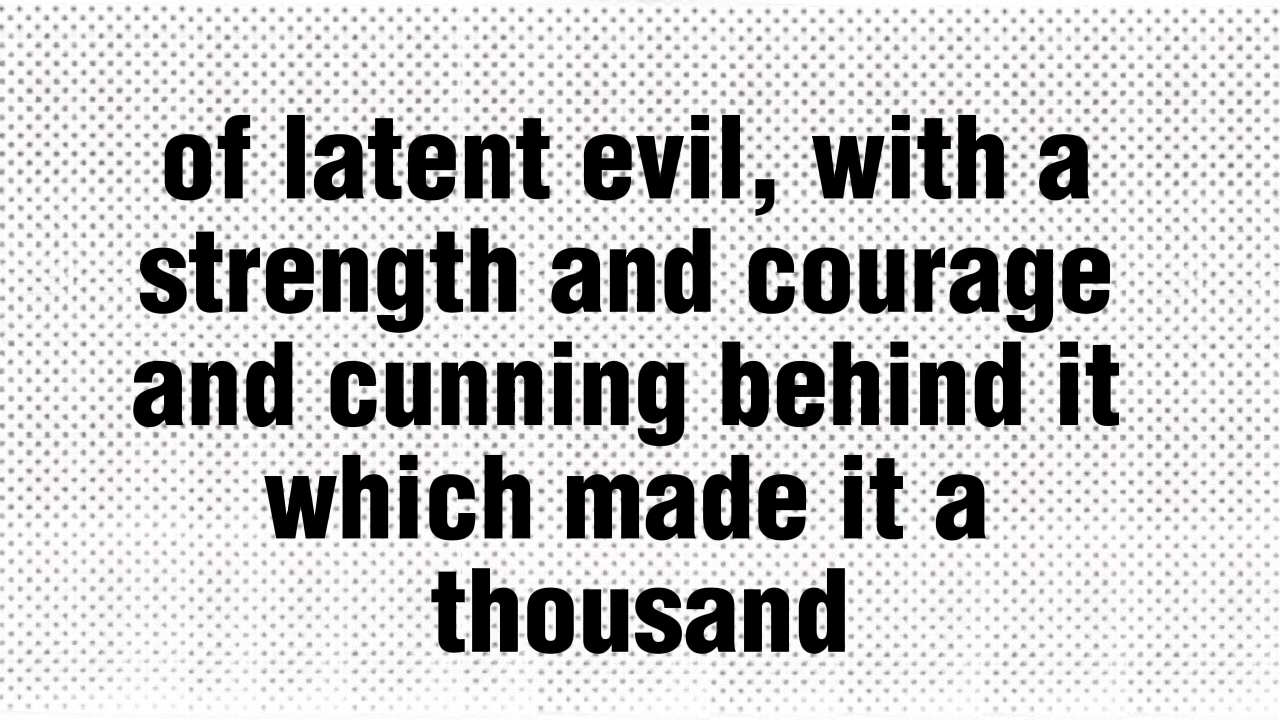 of latent evil, with a
strength and courage
and cunning behind it
which made it a
thousand